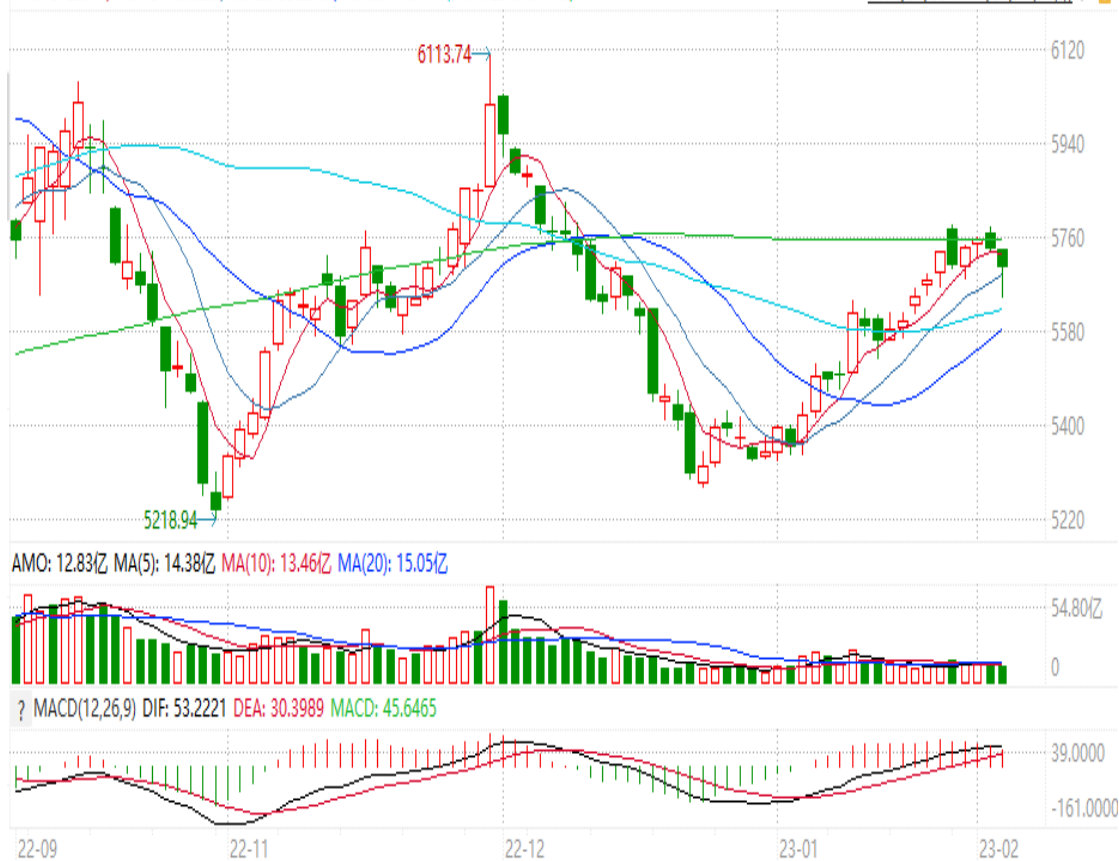 6113.74
6120
5940
5760
5580
5400
5218.94
5220
AMO: 12.83亿 MA(5): 14.38亿 MA(10): 13.46亿 MA(20): 15.05亿
54.80亿
0
? MACD(12,26,9) DIF: 53.2221 DEA: 30.3989 MACD: 45.6465
39.0000
-161.0000
22-09 22-11 22-12 23-01 23-02